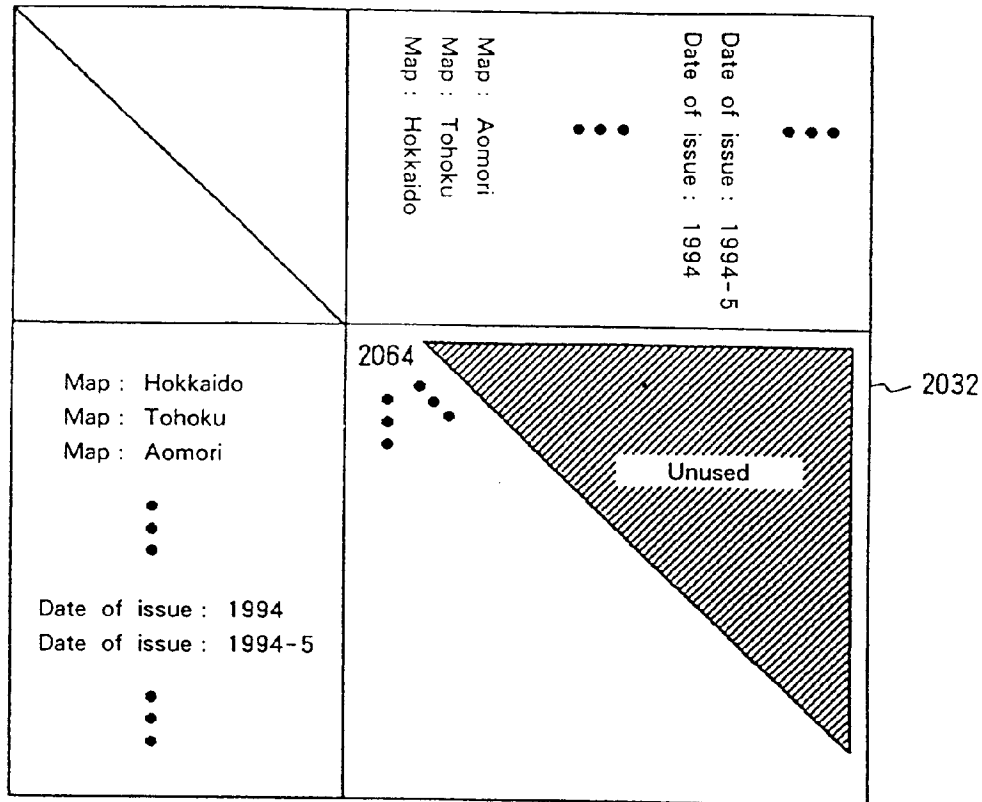 Map : Hokkaido
Map : Tohoku
Map : Aomori
Date of issue : 1994
Date of issue : 1994-5
2064
Unused
2032
Map : Hokkaido
Map : Tohoku
Map : Aomori
Date of issue : 1994
Date of issue : 1994-5